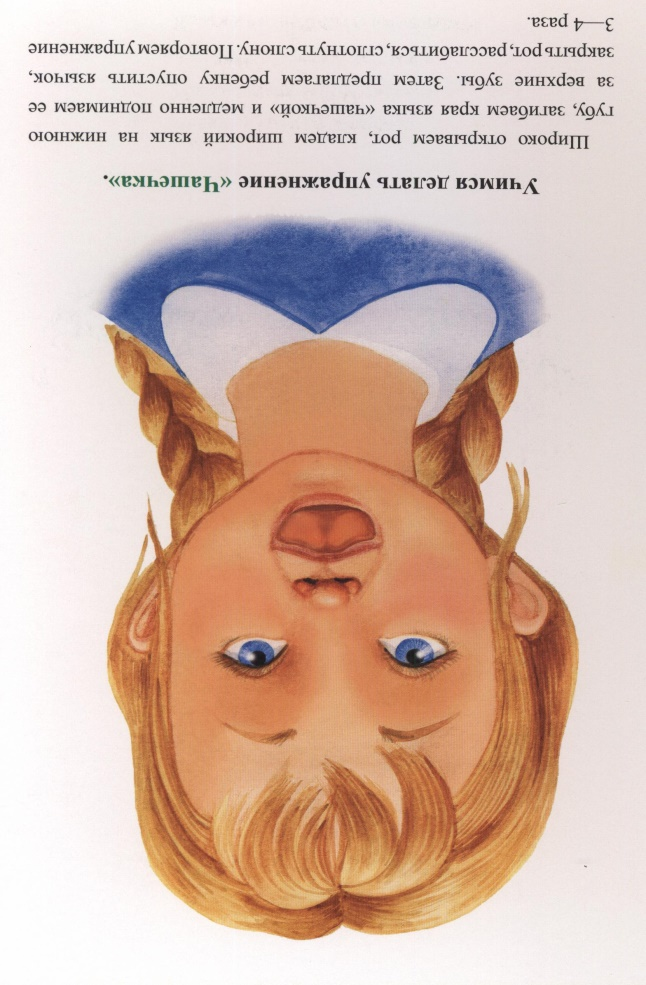 Учимся делать упражнение «Чашечка».
Широко открываем рот, кладем широкий язык на нижнюю
губу, загибаем края языка «чашечкой» и медленно поднимаем ее
за верхние зубы. Затем предлагаем ребенку опустить язычок,
закрыть рот, расслабиться, сглотнуть слюну. Повторяем упражнение
3—4 раза.